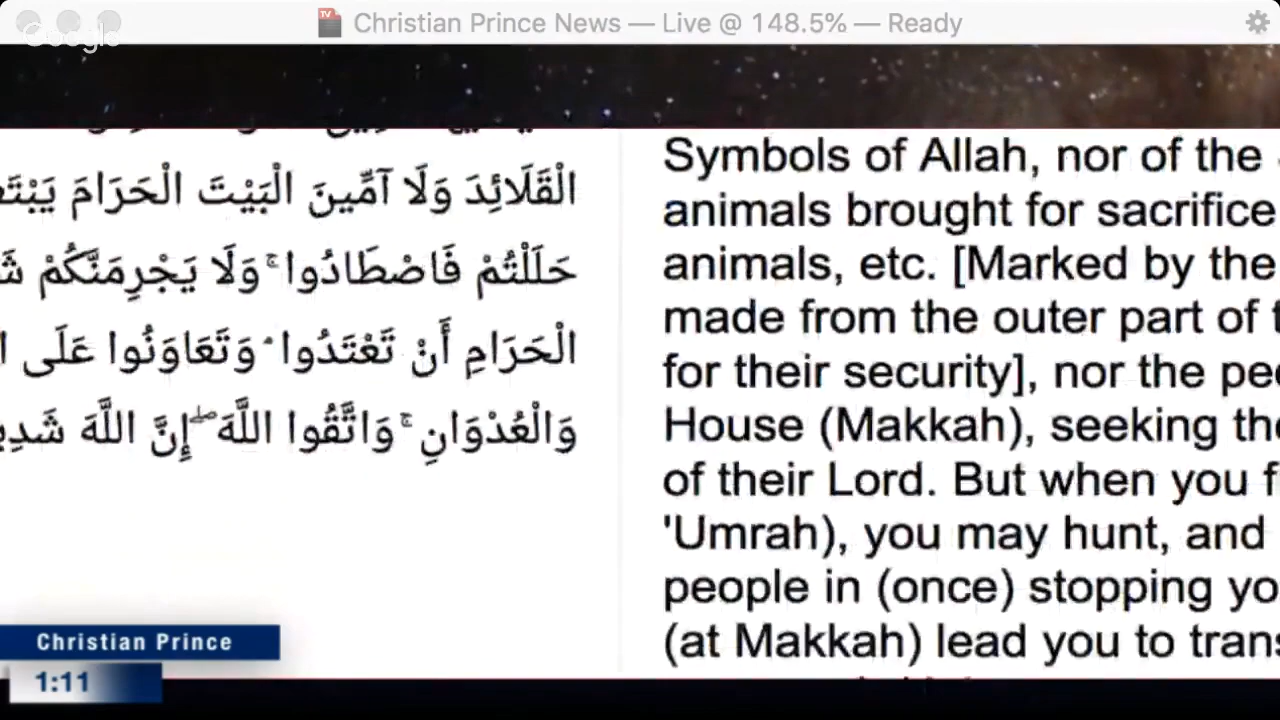 Christian Prince News — Live @ 148.5% — Ready
Google
الْقَلَائِدَ وَلَا آمِّينَ الْبَيْتَ الْحَرَامَ
حَلَلْتُمْ فَاصْطَادُوا ۚ وَلَا يَجْرِمَنَّكُمْ
الْحَرَامِ أَنْ تَعْتَدُوا ۘ وَتَعَاوَنُوا عَلَى
وَالْعُدْوَانِ ۚ وَاتَّقُوا اللَّهَ ۖ إِنَّ اللَّهَ
Symbols of Allah, nor of the
animals brought for sacrifice
animals, etc. [Marked by the
made from the outer part of
for their security], nor the
House (Makkah), seeking
of their Lord. But when you
'Umrah), you may hunt, and
people in (once) stopping
(at Makkah) lead you to
Christian Prince
1:11